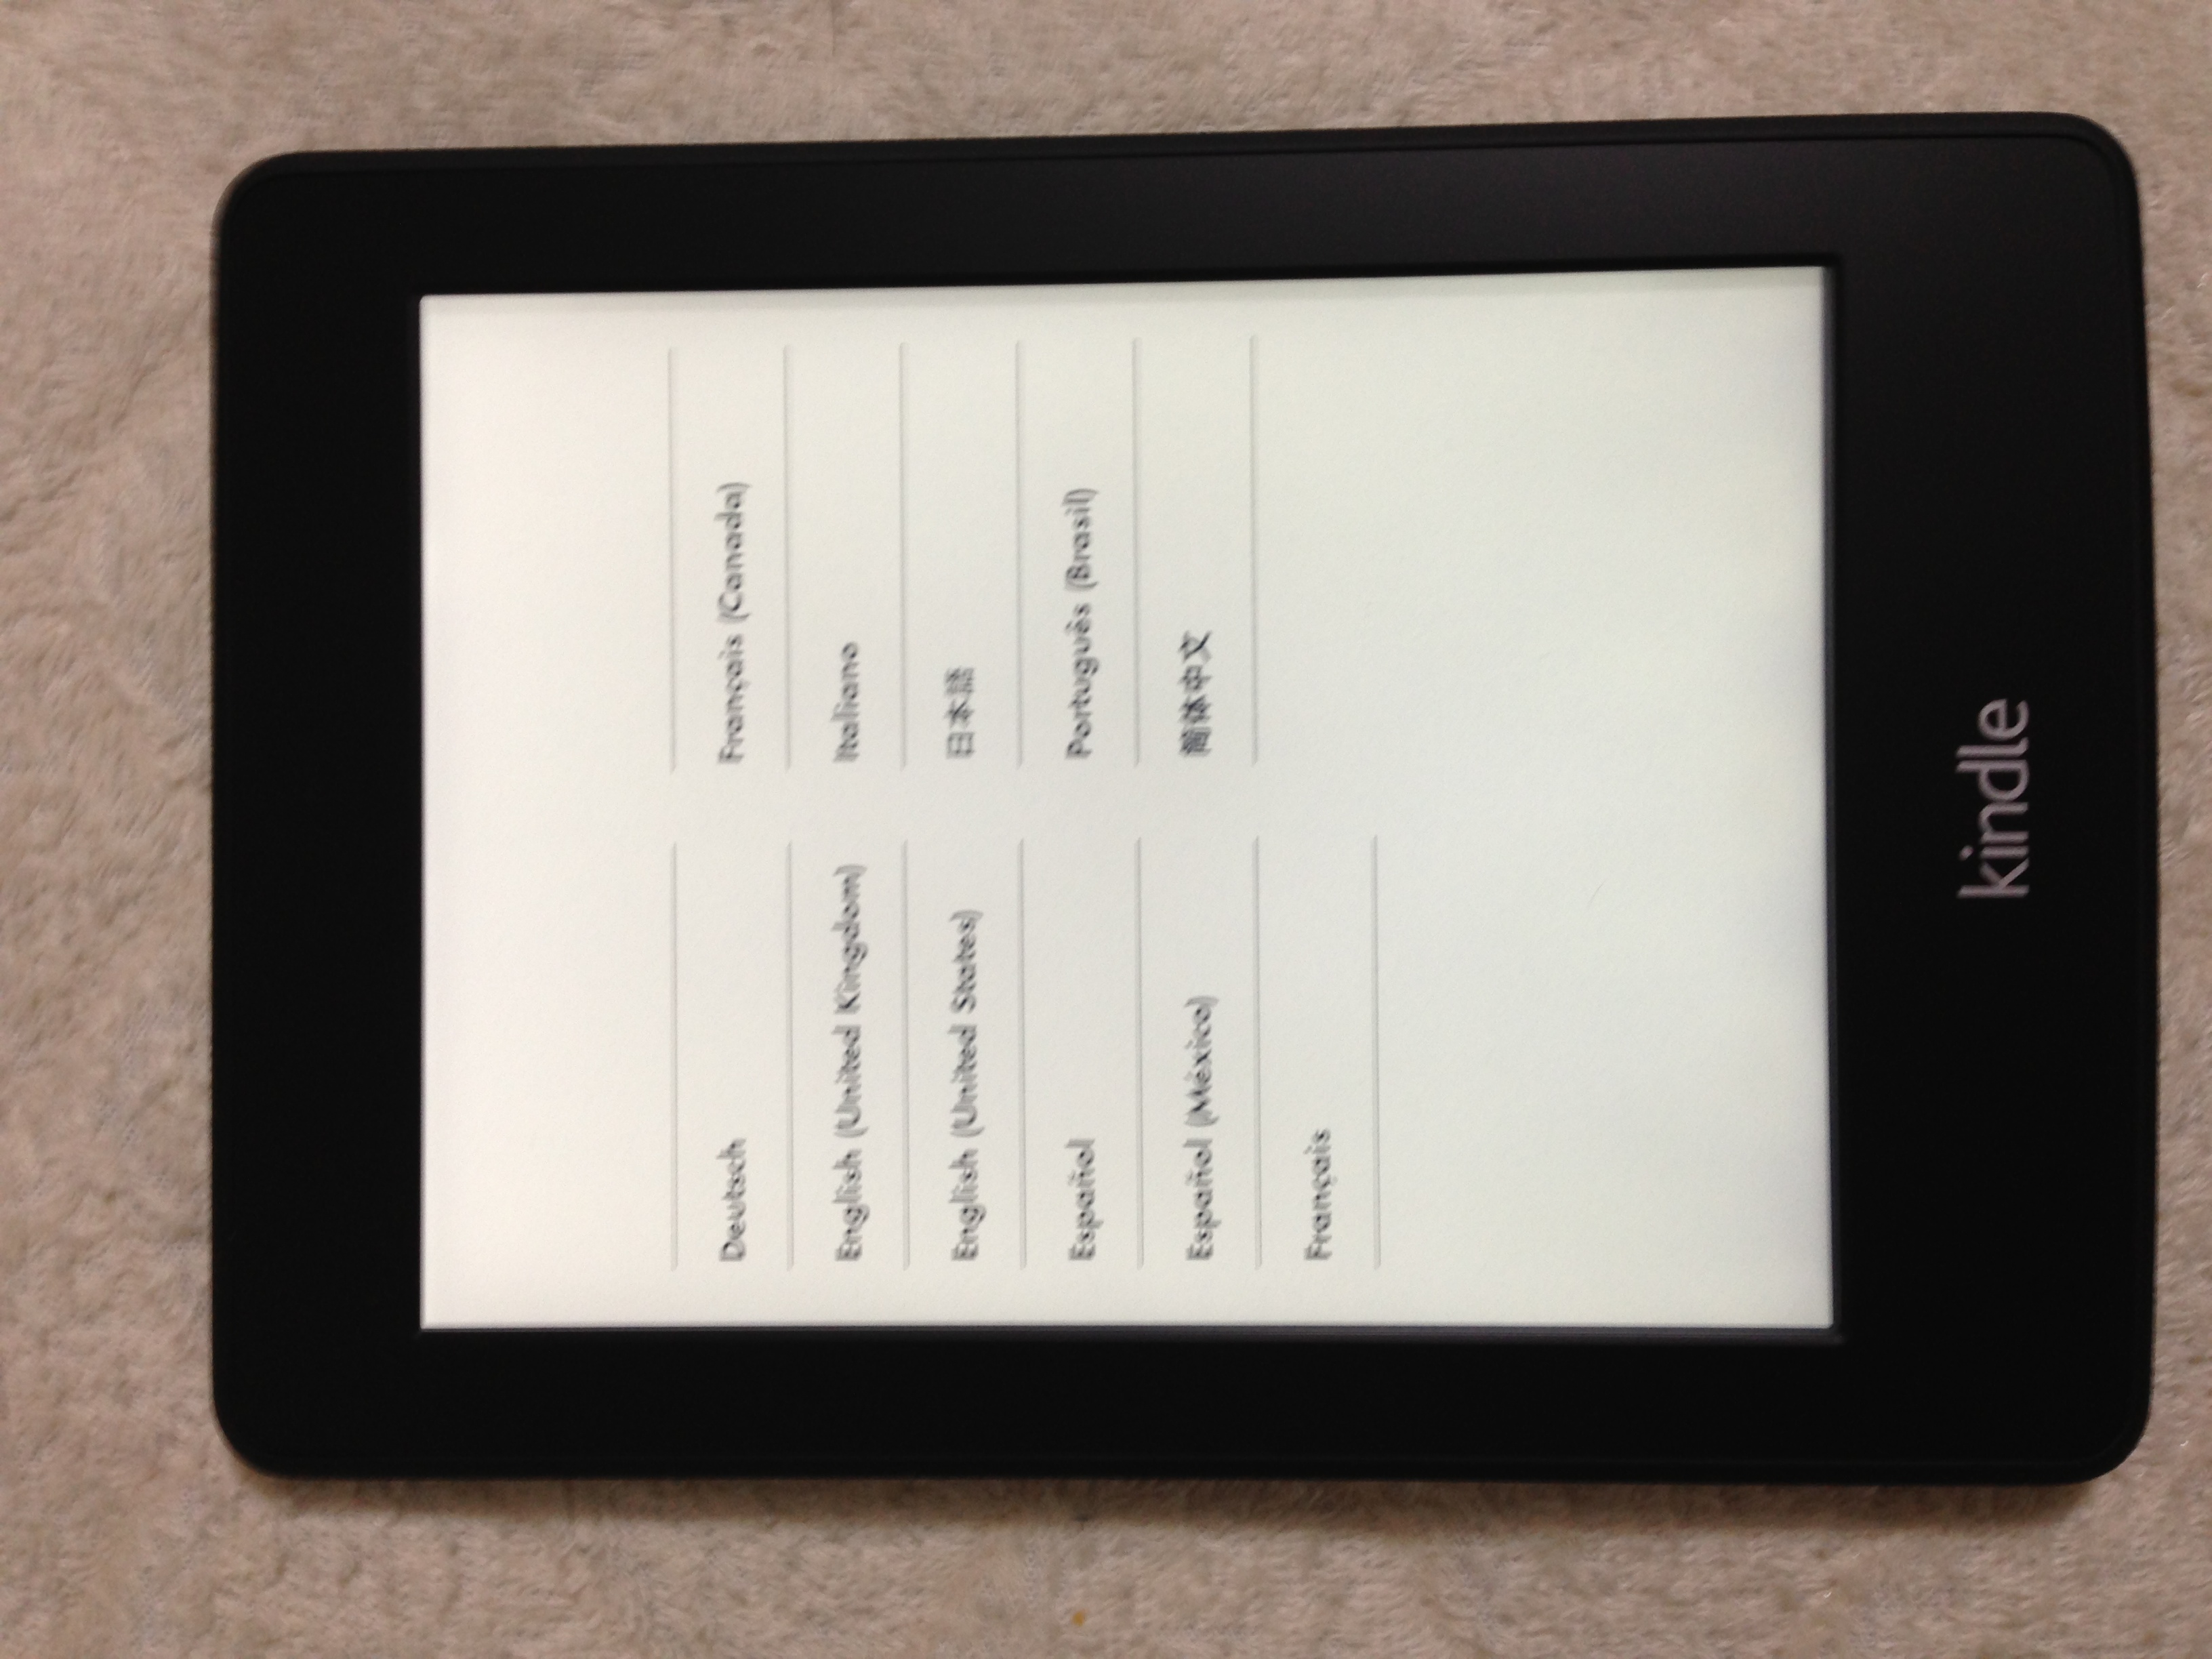 Deutsch
English (United Kingdom)
English (United States)
Español
Español (México)
Français
Français (Canada)
Italiano
日本語
Português (Brasil)
简体中文
kindle